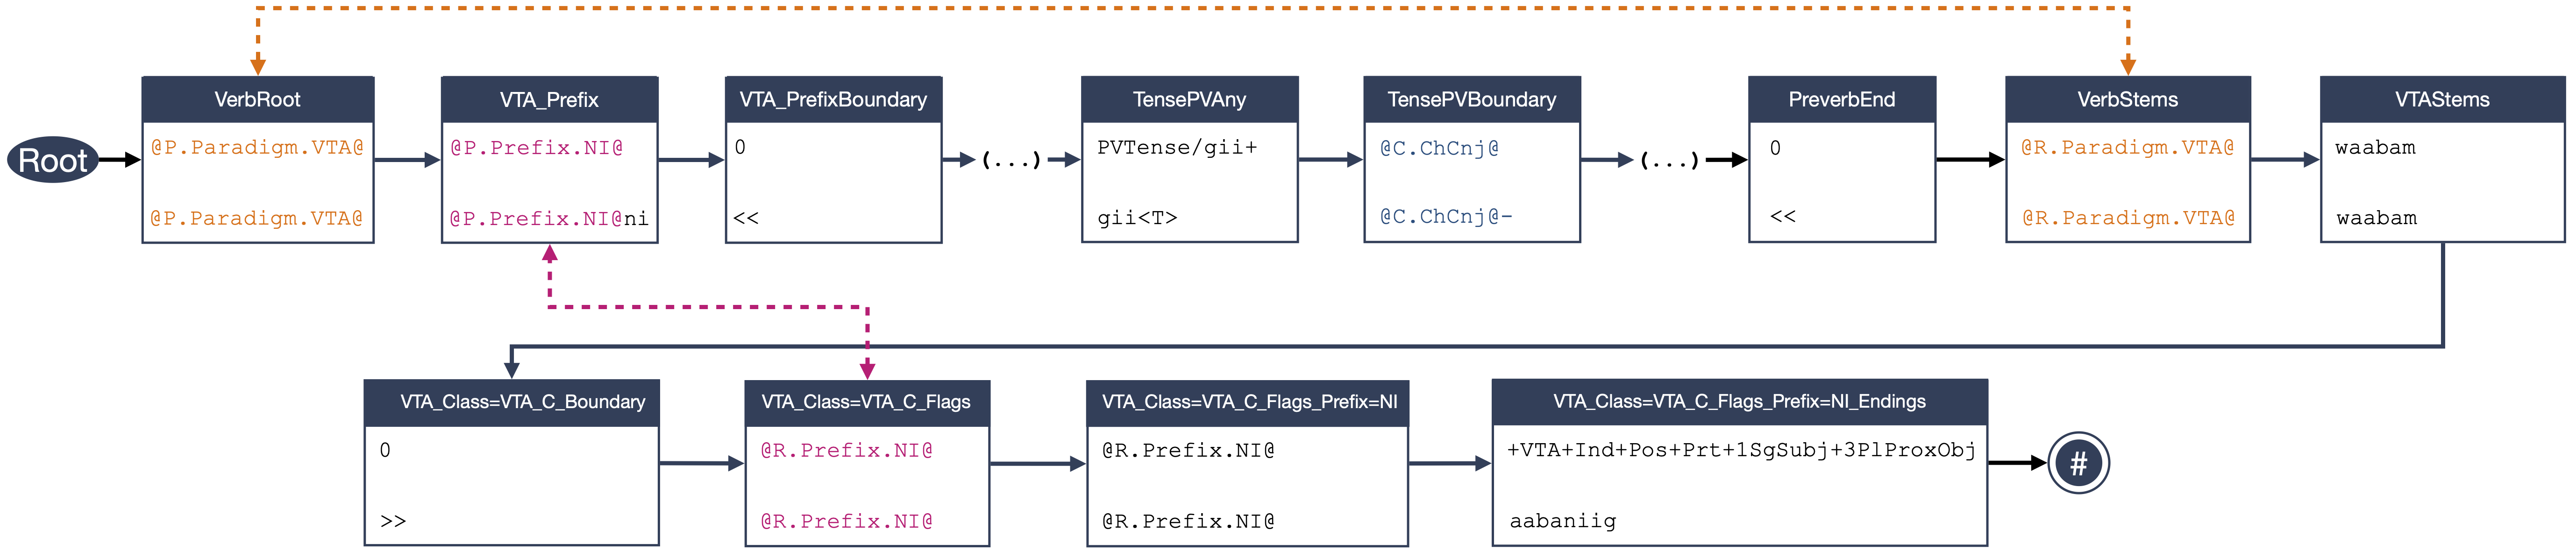 Root
VerbRoot
@P.Paradigm.VTA@
@P.Paradigm.VTA@
VTA_Prefix
@P.Prefix.NI@
@P.Prefix.NI@ni
VTA_PrefixBoundary
0
<<
(...)
TensePVAny
PVTense/gii+
gii<T>
TensePVBoundary
@C.ChCnj@
@C.ChCnj@-
(...)
PreverbEnd
0
<<
VerbStems
@R.Paradigm.VTA@
@R.Paradigm.VTA@
VTAStems
waabam
waabam
VTA_Class=VTA_C_Boundary
0
>>
VTA_Class=VTA_C_Flags
@R.Prefix.NI@
@R.Prefix.NI@
VTA_Class=VTA_C_Flags_Prefix=NI
@R.Prefix.NI@
@R.Prefix.NI@
VTA_Class=VTA_C_Flags_Prefix=NI_Endings
+VTA+Ind+Pos+Prt+1SgSubj+3PlProxObj
aabaniig
#